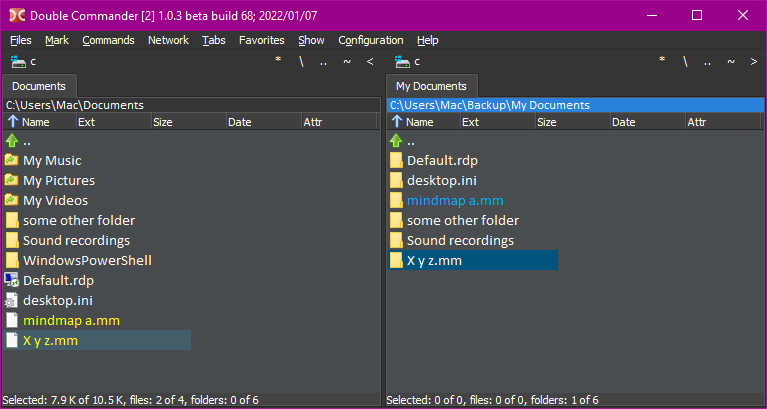 Double Commander [2] 1.0.3 beta build 68; 2022/01/07
Files Mark Commands Network Tabs Favorites Show Configuration Help
c * \ .. ~ <
c * \ .. ~ >
Documents
My Documents
C:\Users\Mac\Documents
C:\Users\Mac\Backup\My Documents
Name Ext Size Date Attr
Name Ext Size Date Attr
..
My Music
My Pictures
My Videos
some other folder
Sound recordings
WindowsPowerShell
Default.rdp
desktop.ini
mindmap a.mm
X y z.mm
..
Default.rdp
desktop.ini
mindmap a.mm
some other folder
Sound recordings
X y z.mm
Selected: 7.9 K of 10.5 K, files: 2 of 4, folders: 0 of 6
Selected: 0 of 0, files: 0 of 0, folders: 1 of 6